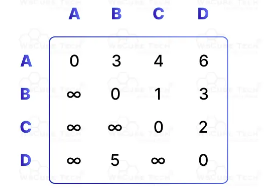 A B C D
A 0 3 4 6
B ∞ 0 1 3
C ∞ ∞ 0 2
D ∞ 5 ∞ 0